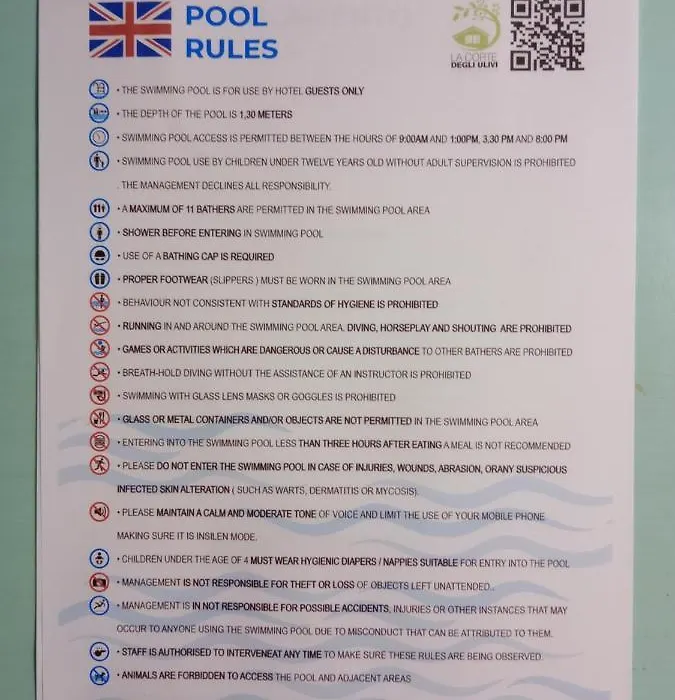 POOL
RULES
LA CORTE
DEGLI ULIVI
• THE SWIMMING POOL IS FOR USE BY HOTEL GUESTS ONLY
• THE DEPTH OF THE POOL IS 1,30 METERS
• SWIMMING POOL ACCESS IS PERMITTED BETWEEN THE HOURS OF 9:00AM AND 1:00PM, 3.30 PM AND 8:00 PM
• SWIMMING POOL USE BY CHILDREN UNDER TWELVE YEARS OLD WITHOUT ADULT SUPERVISION IS PROHIBITED
. THE MANAGEMENT DECLINES ALL RESPONSIBILITY.
• A MAXIMUM OF 11 BATHERS ARE PERMITTED IN THE SWIMMING POOL AREA
• SHOWER BEFORE ENTERING IN SWIMMING POOL
• USE OF A BATHING CAP IS REQUIRED
• PROPER FOOTWEAR (SLIPPERS ) MUST BE WORN IN THE SWIMMING POOL AREA
• BEHAVIOUR NOT CONSISTENT WITH STANDARDS OF HYGIENE IS PROHIBITED
• RUNNING IN AND AROUND THE SWIMMING POOL AREA. DIVING, HORSEPLAY AND SHOUTING ARE PROHIBITED
• GAMES OR ACTIVITIES WHICH ARE DANGEROUS OR CAUSE A DISTURBANCE TO OTHER BATHERS ARE PROHIBITED
• BREATH-HOLD DIVING WITHOUT THE ASSISTANCE OF AN INSTRUCTOR IS PROHIBITED
• SWIMMING WITH GLASS LENS MASKS OR GOGGLES IS PROHIBITED
• GLASS OR METAL CONTAINERS AND/OR OBJECTS ARE NOT PERMITTED IN THE SWIMMING POOL AREA
• ENTERING INTO THE SWIMMING POOL LESS THAN THREE HOURS AFTER EATING A MEAL IS NOT RECOMMENDED
• PLEASE DO NOT ENTER THE SWIMMING POOL IN CASE OF INJURIES, WOUNDS, ABRASION, ORANY SUSPICIOUS
INFECTED SKIN ALTERATION ( SUCH AS WARTS, DERMATITIS OR MYCOSIS).
• PLEASE MAINTAIN A CALM AND MODERATE TONE OF VOICE AND LIMIT THE USE OF YOUR MOBILE PHONE
MAKING SURE IT IS INSILEN MODE.
• CHILDREN UNDER THE AGE OF 4 MUST WEAR HYGIENIC DIAPERS / NAPPIES SUITABLE FOR ENTRY INTO THE POOL
• MANAGEMENT IS NOT RESPONSIBLE FOR THEFT OR LOSS OF OBJECTS LEFT UNATTENDED..
• MANAGEMENT IS IN NOT RESPONSIBLE FOR POSSIBLE ACCIDENTS, INJURIES OR OTHER INSTANCES THAT MAY
OCCUR TO ANYONE USING THE SWIMMING POOL DUE TO MISCONDUCT THAT CAN BE ATTRIBUTED TO THEM.
• STAFF IS AUTHORISED TO INTERVENEAT ANY TIME TO MAKE SURE THESE RULES ARE BEING OBSERVED.
• ANIMALS ARE FORBIDDEN TO ACCESS THE POOL AND ADJACENT AREAS